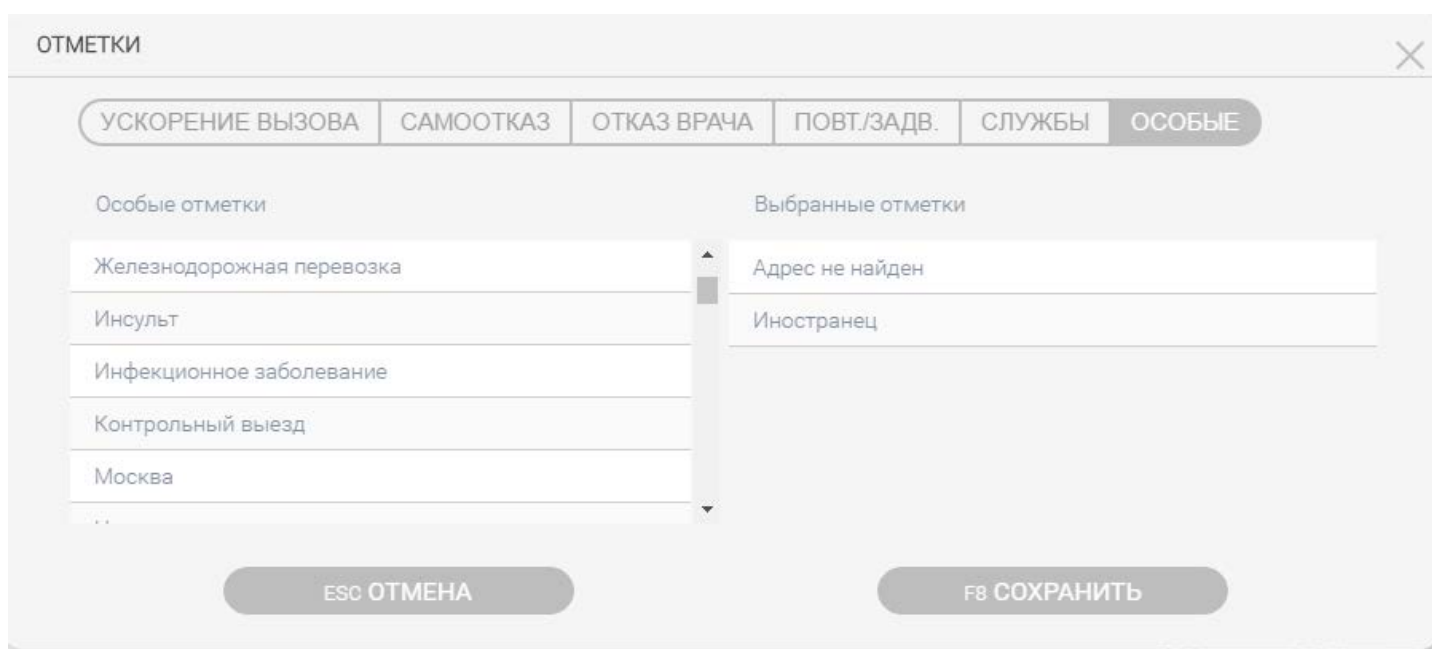 ОТМЕТКИ
УСКОРЕНИЕ ВЫЗОВА САМООТКАЗ ОТКАЗ ВРАЧА ПОВТ./ЗАДВ. СЛУЖБЫ ОСОБЫЕ
Особые отметки
Выбранные отметки
Железнодорожная перевозка
Инсульт
Инфекционное заболевание
Контрольный выезд
Москва
Адрес не найден
Иностранец
ESC ОТМЕНА
F8 СОХРАНИТЬ